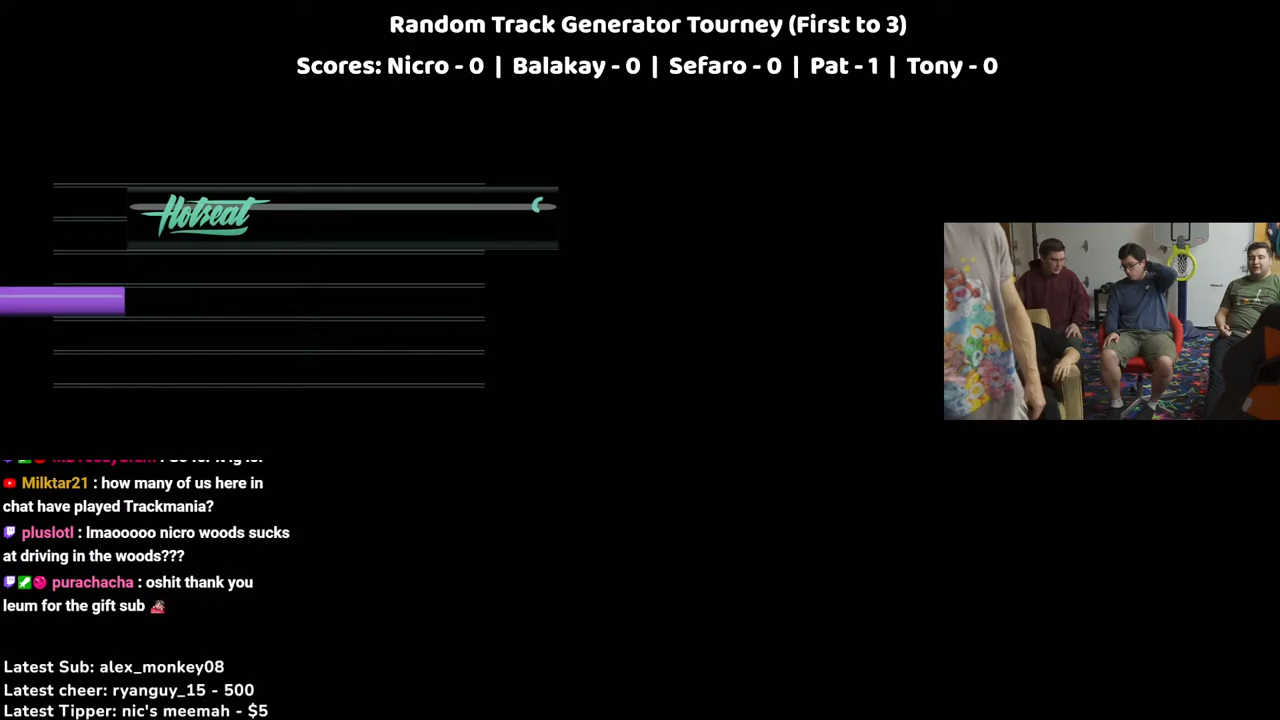 Random Track Generator Tourney (First to 3)
Scores: Nicro - 0 | Balakay - 0 | Sefaro - 0 | Pat - 1 | Tony - 0
Hotseat
Milktar21 : how many of us here in
chat have played Trackmania?
pluslotl : lmaooooo nicro woods sucks
at driving in the woods???
purachacha : oshit thank you
leum for the gift sub
Latest Sub: alex_monkey08
Latest cheer: ryanguy_15 - 500
Latest Tipper: nic's meemah - $5